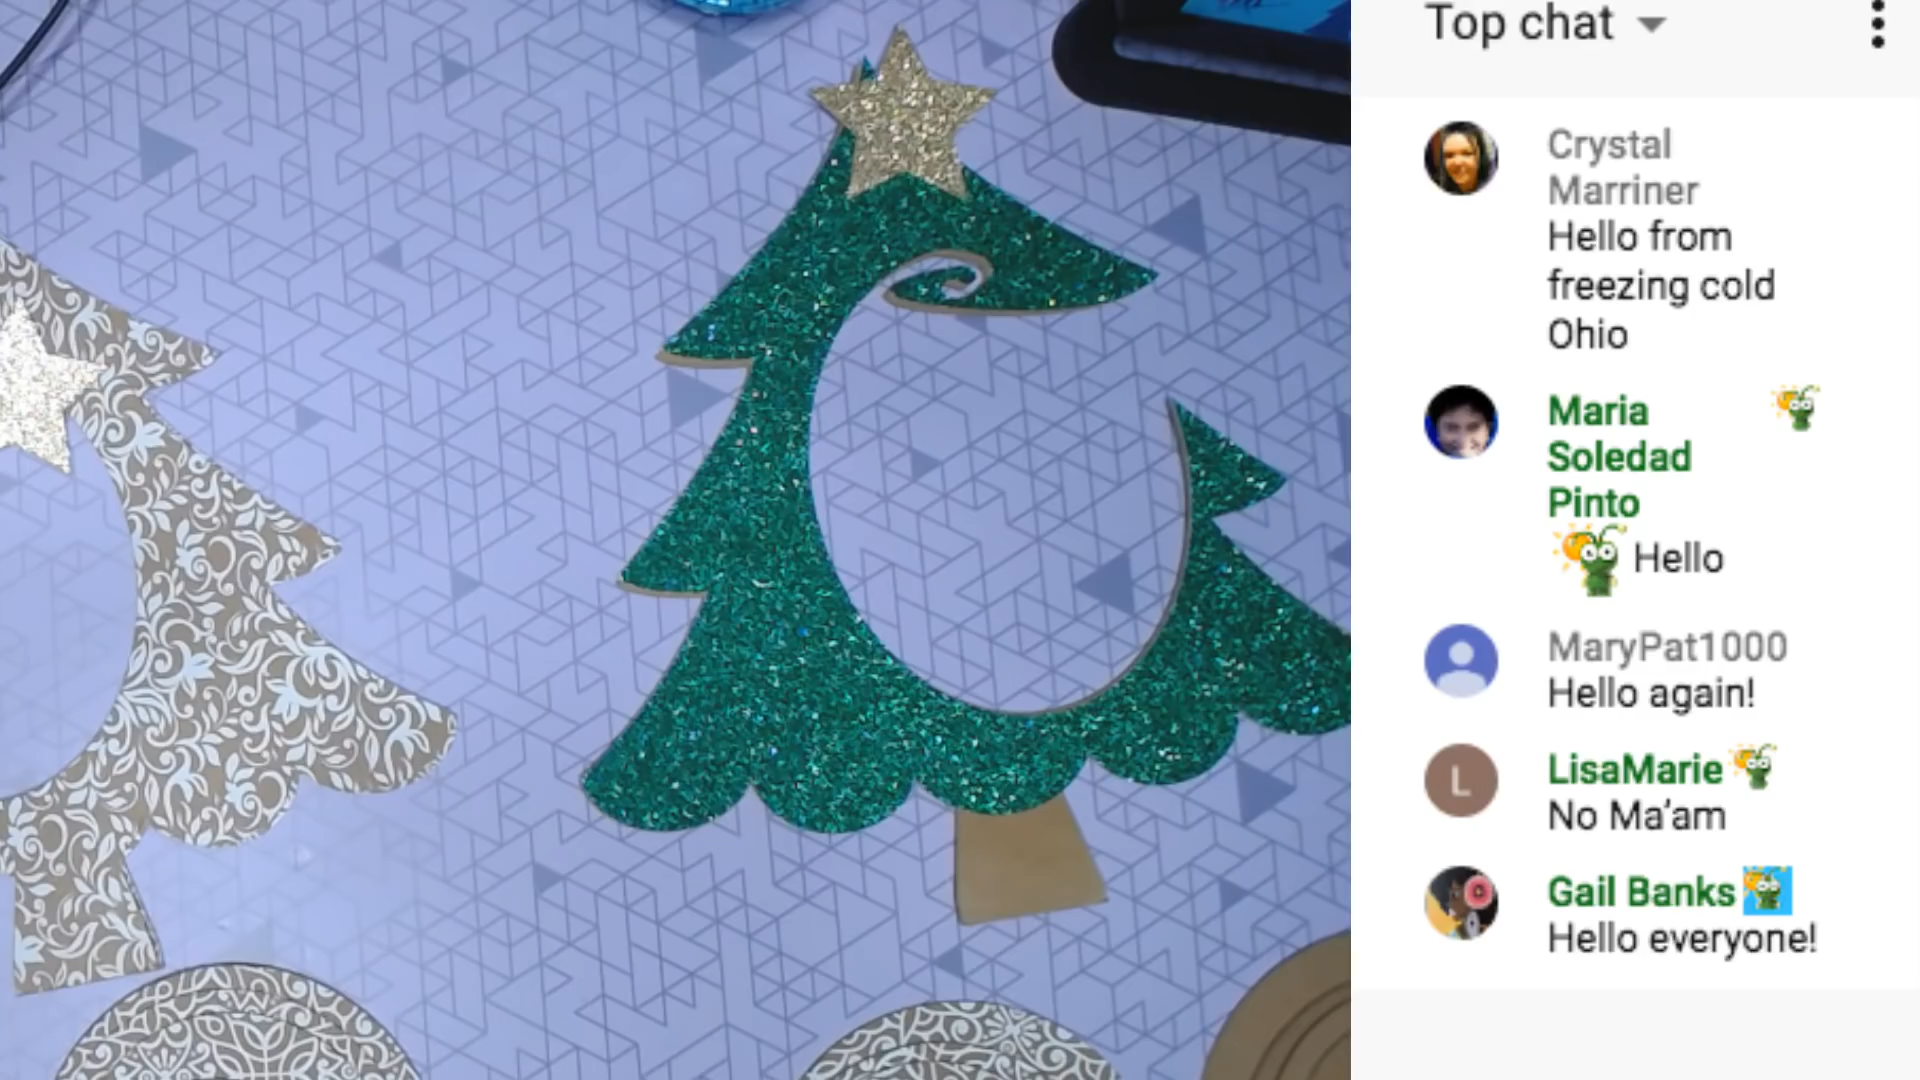 Top chat
Crystal
Marriner
Hello from
freezing cold
Ohio
Maria
Soledad
Pinto
Hello
MaryPat1000
Hello again!
L
LisaMarie
No Ma'am
Gail Banks
Hello everyone!